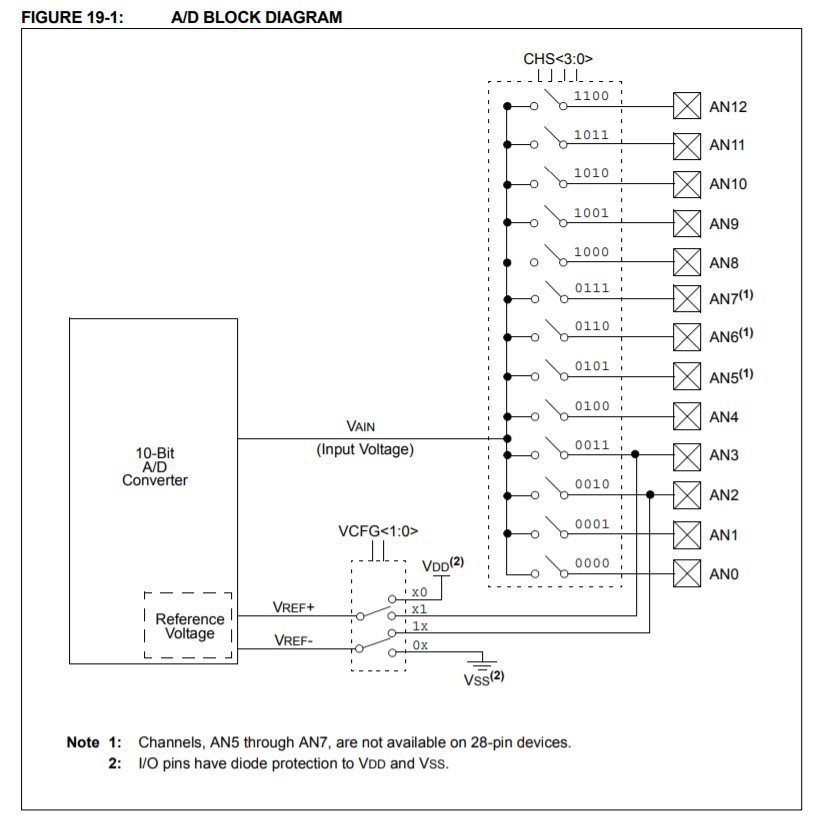 FIGURE 19-1: A/D BLOCK DIAGRAM
CHS<3:0>
1100 AN12
1011 AN11
1010 AN10
1001 AN9
1000 AN8
0111 AN7(1)
0110 AN6(1)
0101 AN5(1)
0100 AN4
VAIN
(Input Voltage)
0011 AN3
10-Bit
A/D
Converter
0010 AN2
0001 AN1
VCFG<1:0>
0000 AN0
VDD(2)
x0
Reference
Voltage
VREF+
x1
1x
VREF-
0x
VSS(2)
Note 1: Channels, AN5 through AN7, are not available on 28-pin devices.
2: I/O pins have diode protection to VDD and VSS.